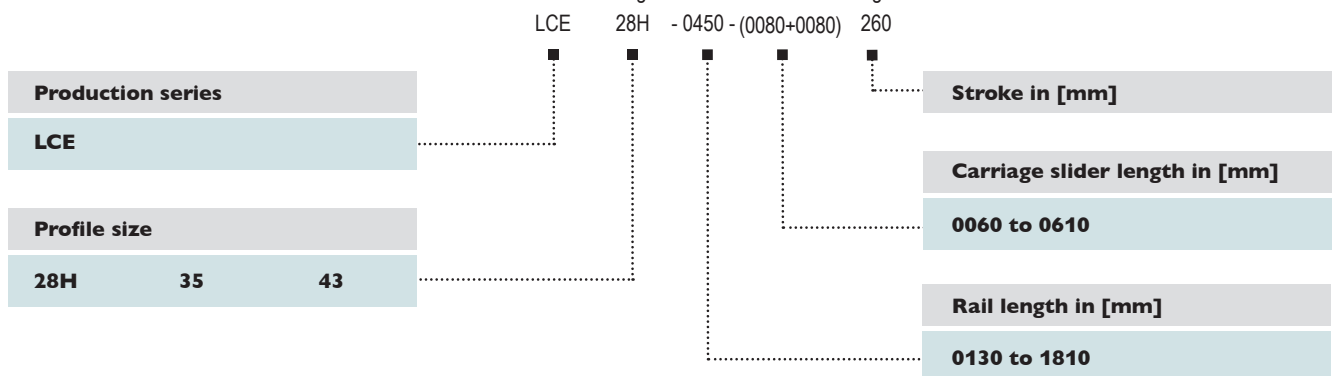 LCE 28H - 0450 - (0080+0080) 260
Production series
LCE
Profile size
28H 35 43
Stroke in [mm]
Carriage slider length in [mm]
0060 to 0610
Rail length in [mm]
0130 to 1810